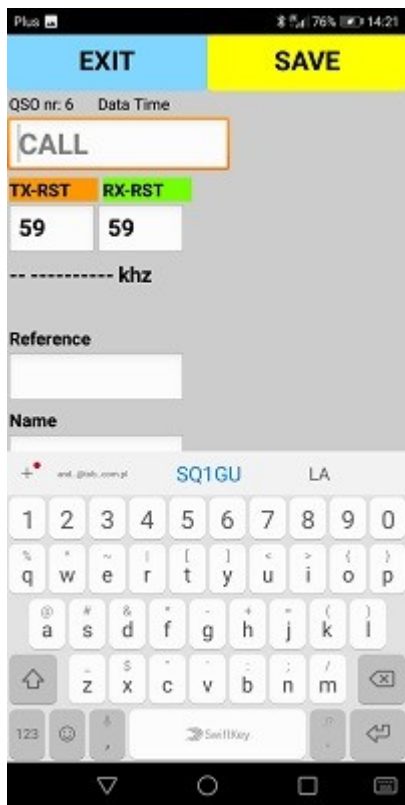 Plus 76% 14:21
EXIT SAVE
QSO nr: 6 Data Time
CALL
TX-RST RX-RST
59 59
-- ---------- khz
Reference
Name
SQ1GU LA
1 2 3 4 5 6 7 8 9 0
q w e r t y u i o p
a s d f g h j k l
z x c v b n m
123 , SwiftKey